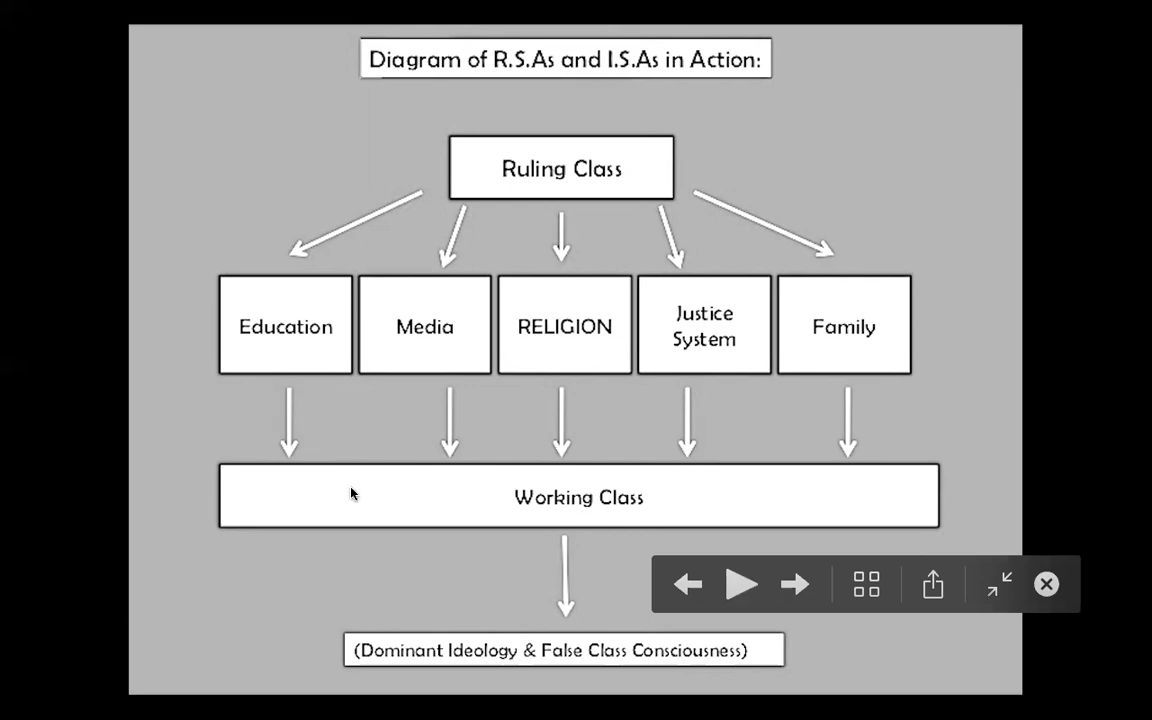 Diagram of R.S.As and I.S.As in Action:
Ruling Class
Education
Media
RELIGION
Justice
System
Family
Working Class
(Dominant Ideology & False Class Consciousness)